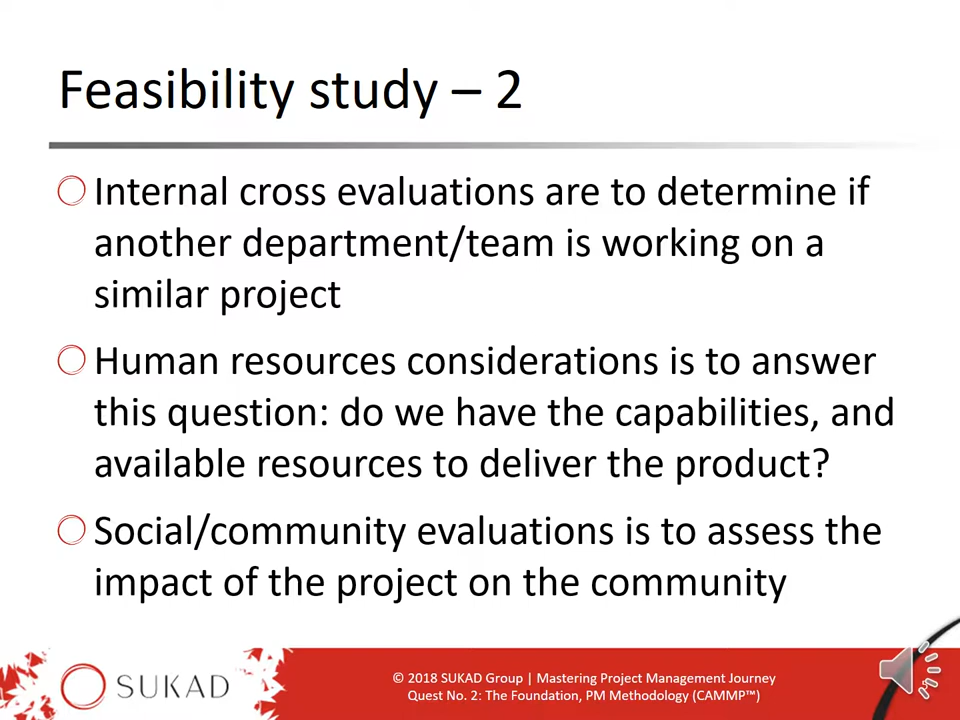 Feasibility study – 2
Internal cross evaluations are to determine if
another department/team is working on a
similar project
Human resources considerations is to answer
this question: do we have the capabilities, and
available resources to deliver the product?
Social/community evaluations is to assess the
impact of the project on the community
SUKAD
© 2018 SUKAD Group | Mastering Project Management Journey
Quest No. 2: The Foundation, PM Methodology (CAMMP™)